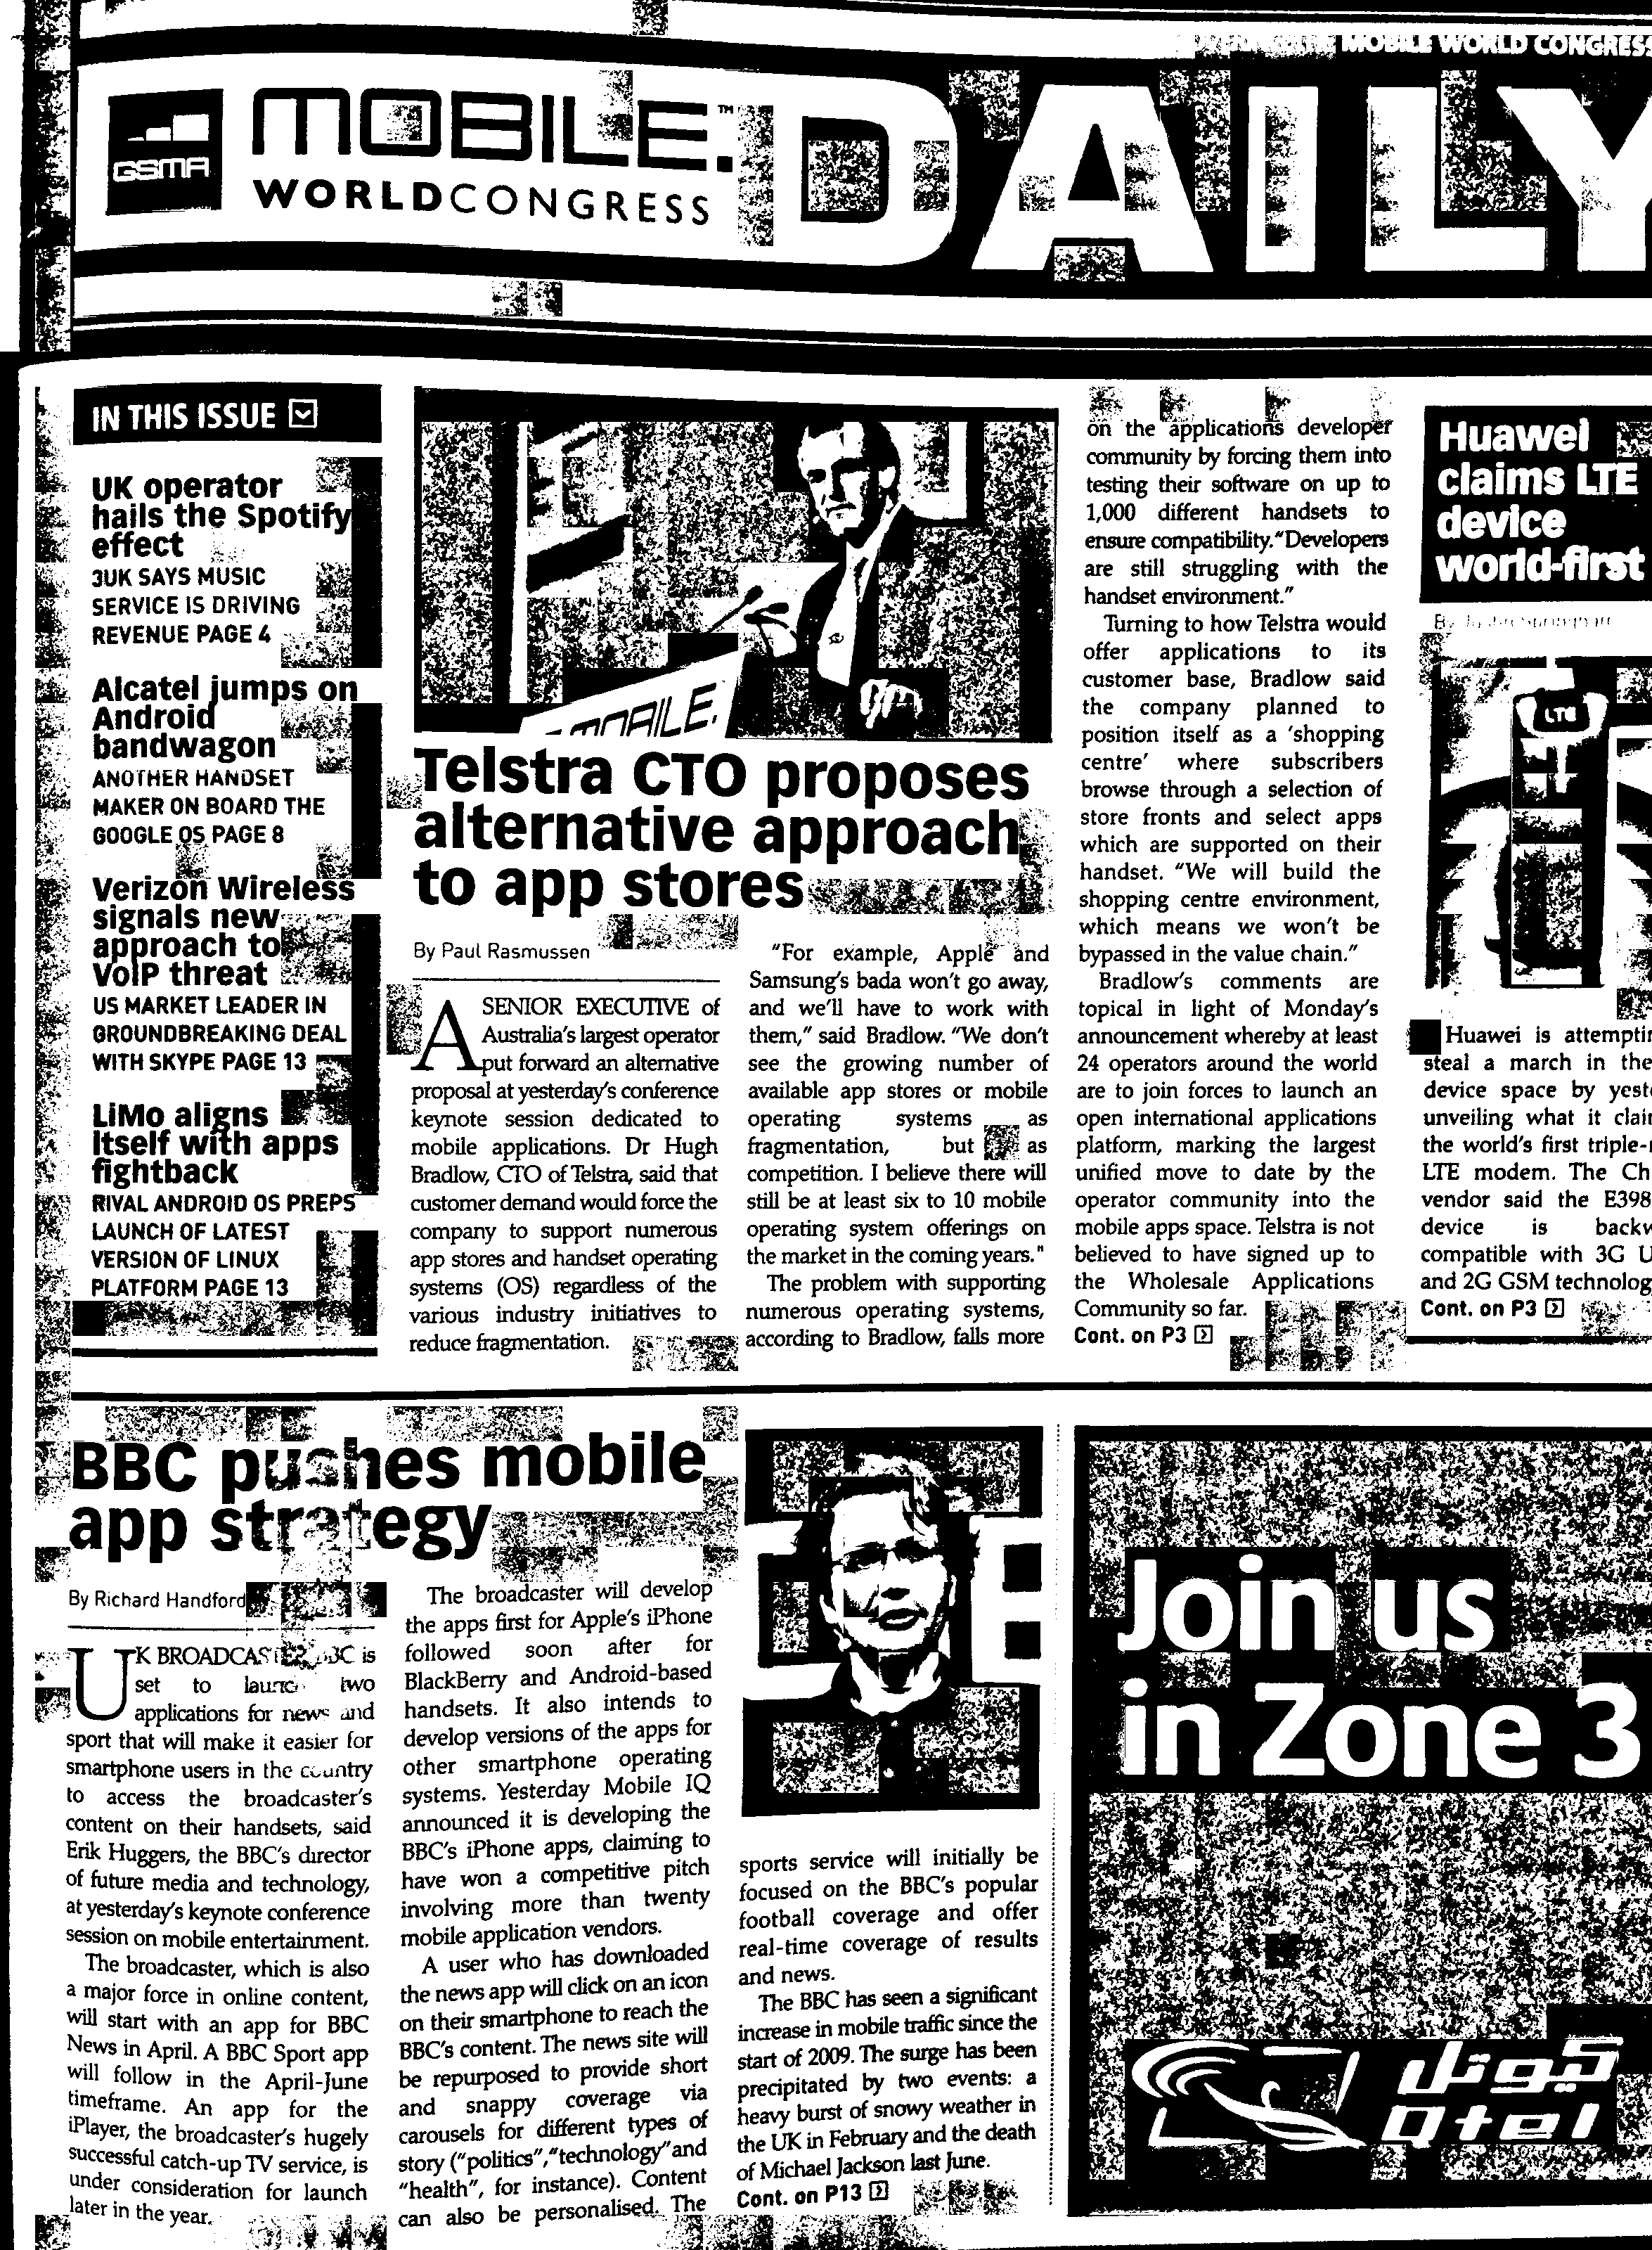 MOBILE WORLD CONGRESS
GSMA
MOBILE.™
WORLDCONGRESS
DAILY
IN THIS ISSUE
UK operator
hails the Spotify
effect
3UK SAYS MUSIC
SERVICE IS DRIVING
REVENUE PAGE 4
Alcatel jumps on
Android
bandwagon
ANOTHER HANDSET
MAKER ON BOARD THE
GOOGLE OS PAGE 8
Verizon Wireless
signals new
approach to
VoIP threat
US MARKET LEADER IN
GROUNDBREAKING DEAL
WITH SKYPE PAGE 13
LiMo aligns
itself with apps
fightback
RIVAL ANDROID OS PREPS
LAUNCH OF LATEST
VERSION OF LINUX
PLATFORM PAGE 13
MOBILE.
Telstra CTO proposes
alternative approach
to app stores
By Paul Rasmussen
A SENIOR EXECUTIVE of
Australia's largest operator
put forward an alternative
proposal at yesterday's conference
keynote session dedicated to
mobile applications. Dr Hugh
Bradlow, CTO of Telstra, said that
customer demand would force the
company to support numerous
app stores and handset operating
systems (OS) regardless of the
various industry initiatives to
reduce fragmentation.
"For example, Apple and
Samsung's bada won't go away,
and we'll have to work with
them," said Bradlow. "We don't
see the growing number of
available app stores or mobile
operating systems as
fragmentation, but as
competition. I believe there will
still be at least six to 10 mobile
operating system offerings on
the market in the coming years."
The problem with supporting
numerous operating systems,
according to Bradlow, falls more
on the applications developer
community by forcing them into
testing their software on up to
1,000 different handsets to
ensure compatibility. "Developers
are still struggling with the
handset environment."
Turning to how Telstra would
offer applications to its
customer base, Bradlow said
the company planned to
position itself as a 'shopping
centre' where subscribers
browse through a selection of
store fronts and select apps
which are supported on their
handset. "We will build the
shopping centre environment,
which means we won't be
bypassed in the value chain."
Bradlow's comments are
topical in light of Monday's
announcement whereby at least
24 operators around the world
are to join forces to launch an
open international applications
platform, marking the largest
unified move to date by the
operator community into the
mobile apps space. Telstra is not
believed to have signed up to
the Wholesale Applications
Community so far.
Cont. on P3
Huawei
claims LTE
device
world-first
By
LTE
Huawei is attemptin
steal a march in the
device space by yest
unveiling what it clai
the world's first triple-
LTE modem. The Ch
vendor said the E398
device is backw
compatible with 3G U
and 2G GSM technolog
Cont. on P3
BBC pushes mobile
app strategy
By Richard Handford
UK BROADCASTER BBC is
set to launch two
applications for news and
sport that will make it easier for
smartphone users in the country
to access the broadcaster's
content on their handsets, said
Erik Huggers, the BBC's director
of future media and technology,
at yesterday's keynote conference
session on mobile entertainment.
The broadcaster, which is also
a major force in online content,
will start with an app for BBC
News in April. A BBC Sport app
will follow in the April-June
timeframe. An app for the
iPlayer, the broadcaster's hugely
successful catch-up TV service, is
under consideration for launch
later in the year.
The broadcaster will develop
the apps first for Apple's iPhone
followed soon after for
BlackBerry and Android-based
handsets. It also intends to
develop versions of the apps for
other smartphone operating
systems. Yesterday Mobile IQ
announced it is developing the
BBC's iPhone apps, claiming to
have won a competitive pitch
involving more than twenty
mobile application vendors.
A user who has downloaded
the news app will click on an icon
on their smartphone to reach the
BBC's content. The news site will
be repurposed to provide short
and snappy coverage via
carousels for different types of
story ("politics", "technology" and
"health", for instance). Content
can also be personalised. The
sports service will initially be
focused on the BBC's popular
football coverage and offer
real-time coverage of results
and news.
The BBC has seen a significant
increase in mobile traffic since the
start of 2009. The surge has been
precipitated by two events: a
heavy burst of snowy weather in
the UK in February and the death
of Michael Jackson last June.
Cont. on P13
Join us
in Zone 3
كيوتل
Qtel